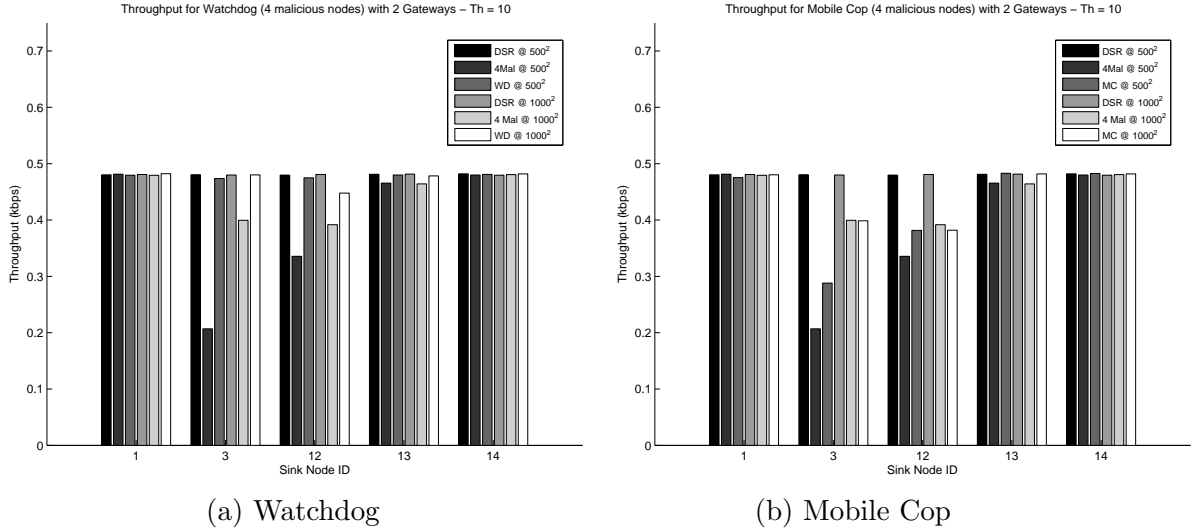 Throughput for Watchdog (4 malicious nodes) with 2 Gateways – Th = 10
Throughput (kbps)
0.7
0.6
0.5
0.4
0.3
0.2
0.1
0
DSR @ 500²
4Mal @ 500²
WD @ 500²
DSR @ 1000²
4 Mal @ 1000²
WD @ 1000²
1 3 12 13 14
Sink Node ID
(a) Watchdog
Throughput for Mobile Cop (4 malicious nodes) with 2 Gateways – Th = 10
Throughput (kbps)
0.7
0.6
0.5
0.4
0.3
0.2
0.1
0
DSR @ 500²
4Mal @ 500²
MC @ 500²
DSR @ 1000²
4 Mal @ 1000²
MC @ 1000²
1 3 12 13 14
Sink Node ID
(b) Mobile Cop